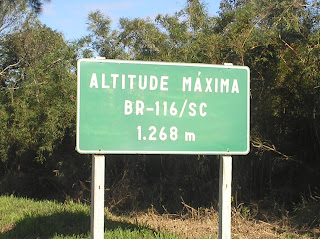 ALTITUDE MÁXIMA
BR-116/SC
1.268 m